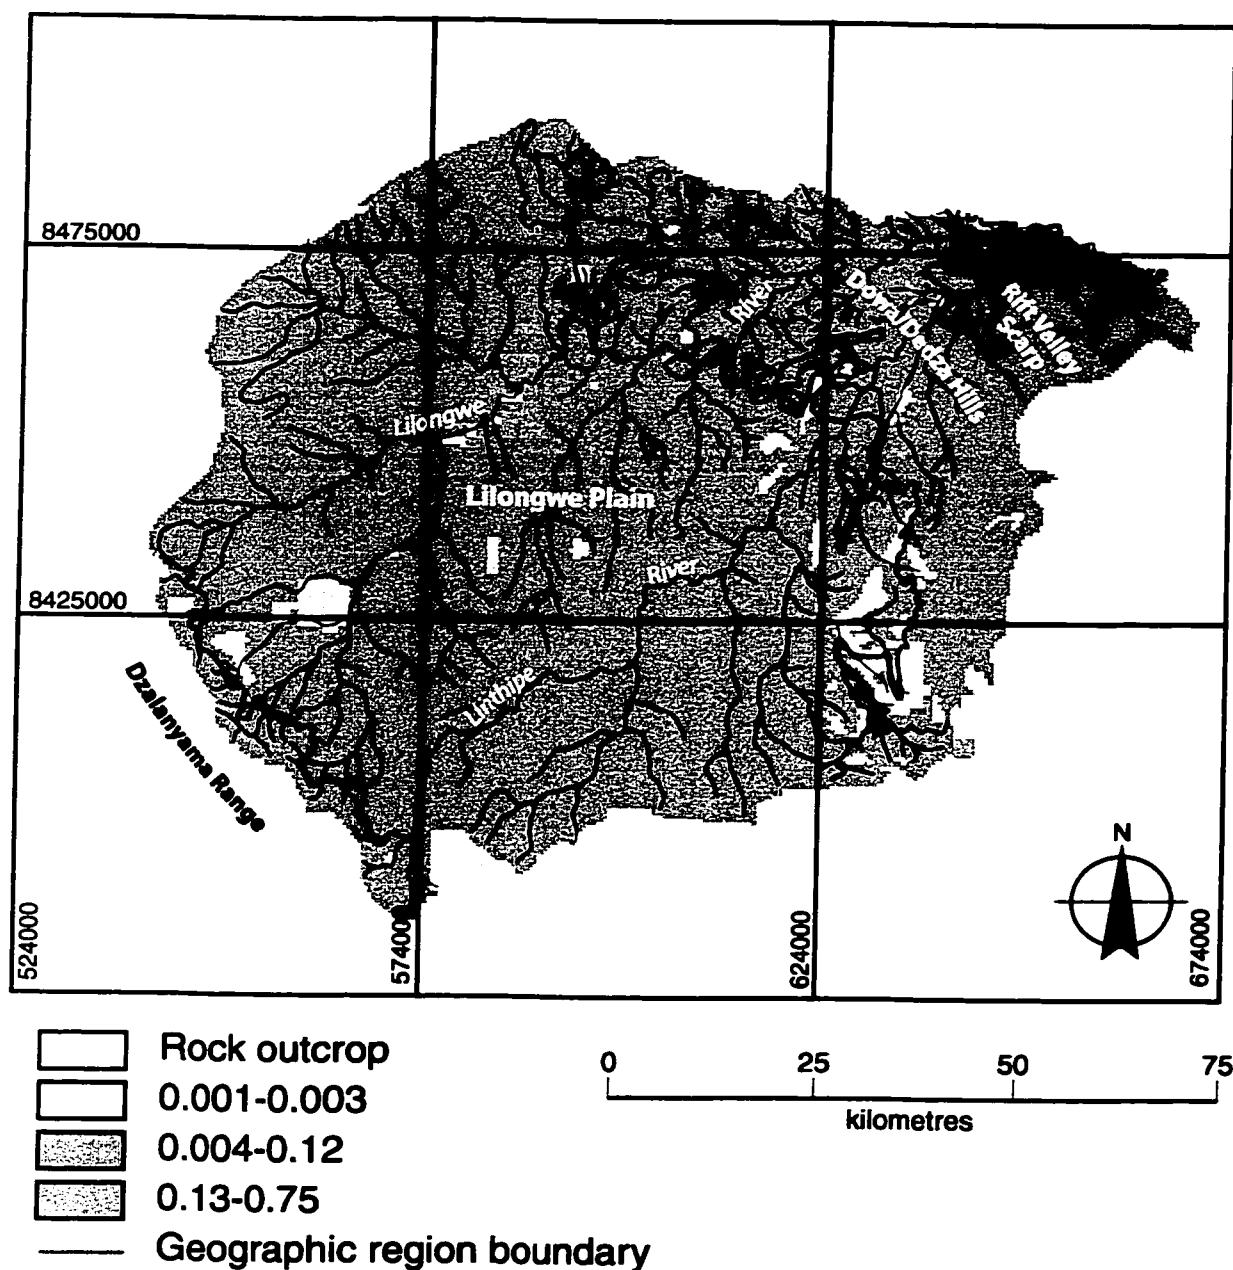 8475000
River
Dowa/Dedza Hills
Rift Valley
Scarp
Lilongwe
Lilongwe Plain
River
8425000
Linthipe
Dzalanyama Range
N
524000
574000
624000
674000
Rock outcrop
0.001-0.003
0.004-0.12
0.13-0.75
Geographic region boundary
0 25 50 75
kilometres